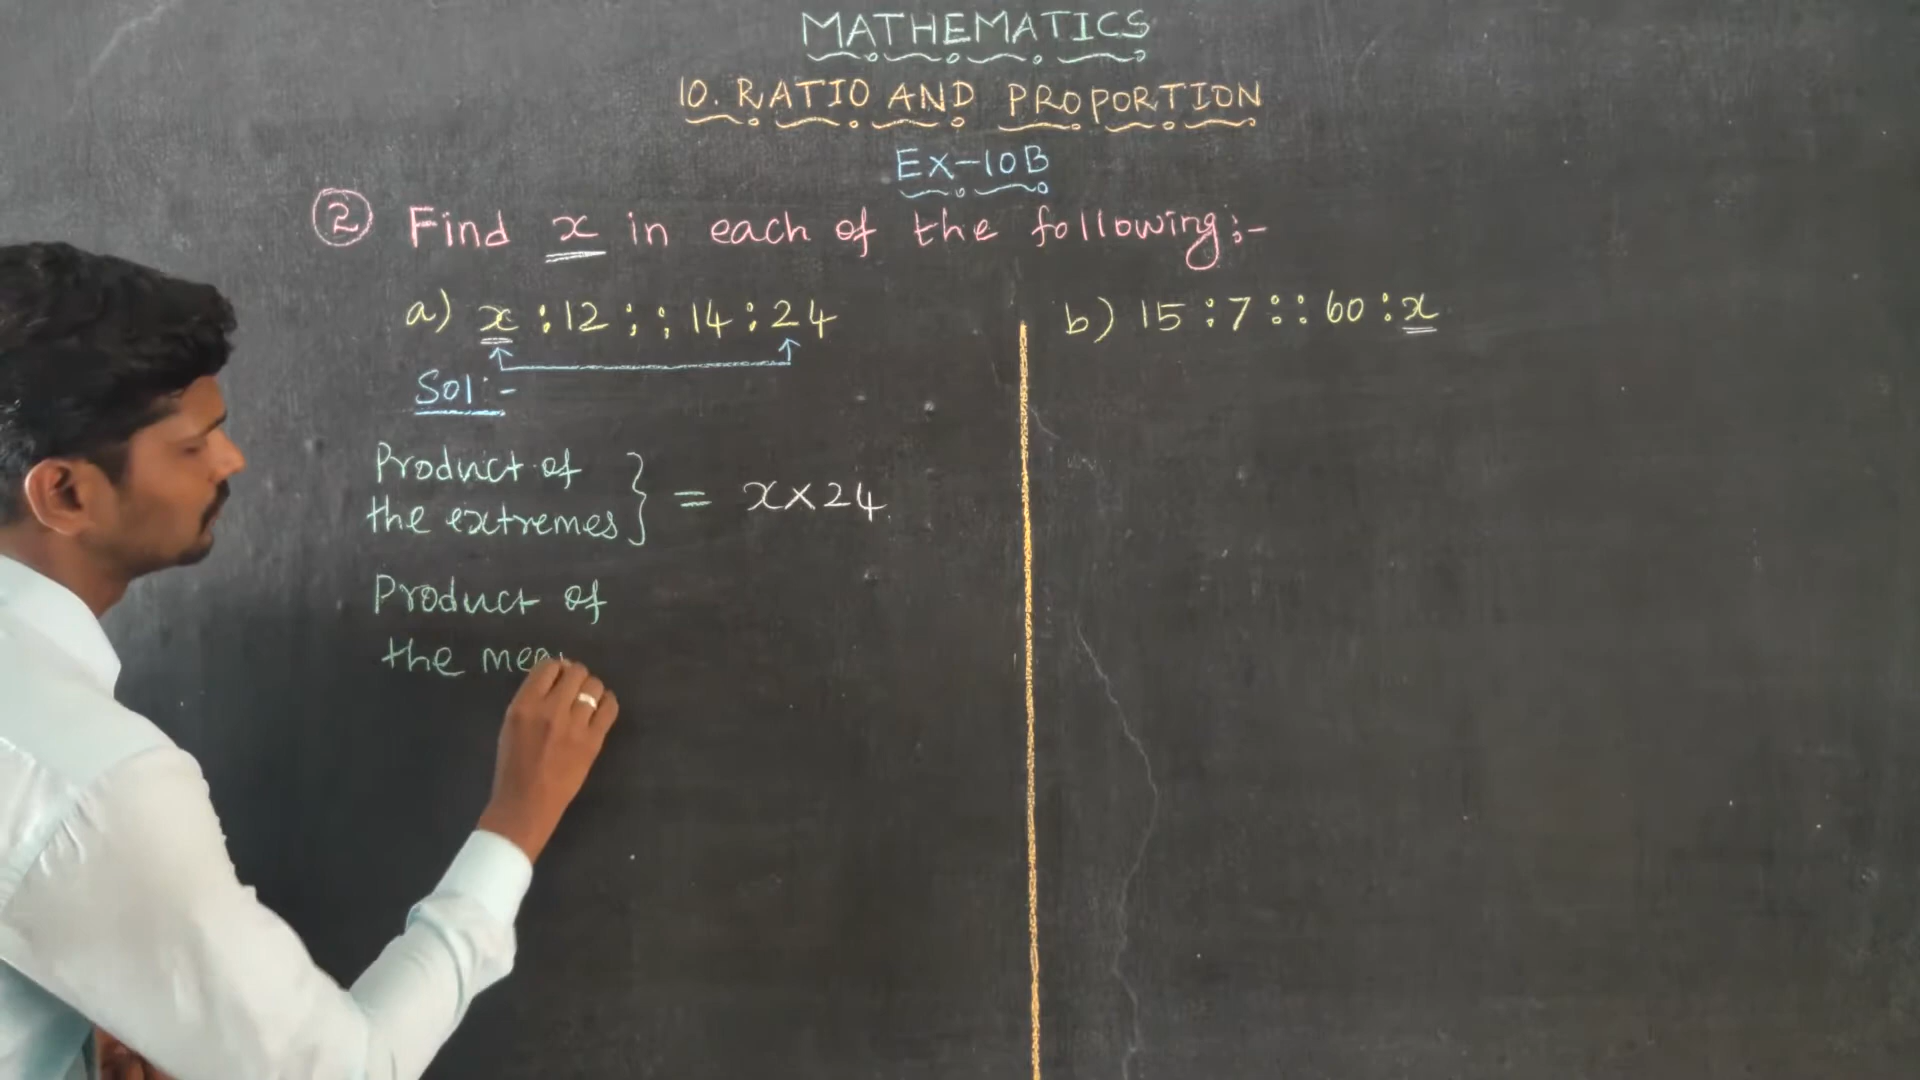 MATHEMATICS
10. RATIO AND PROPORTION
Ex-10B
② Find x in each of the following:-
a) x : 12 : : 14 : 24
Sol:-
Product of
the extremes } = x×24
Product of
the
b) 15 : 7 : : 60 : x